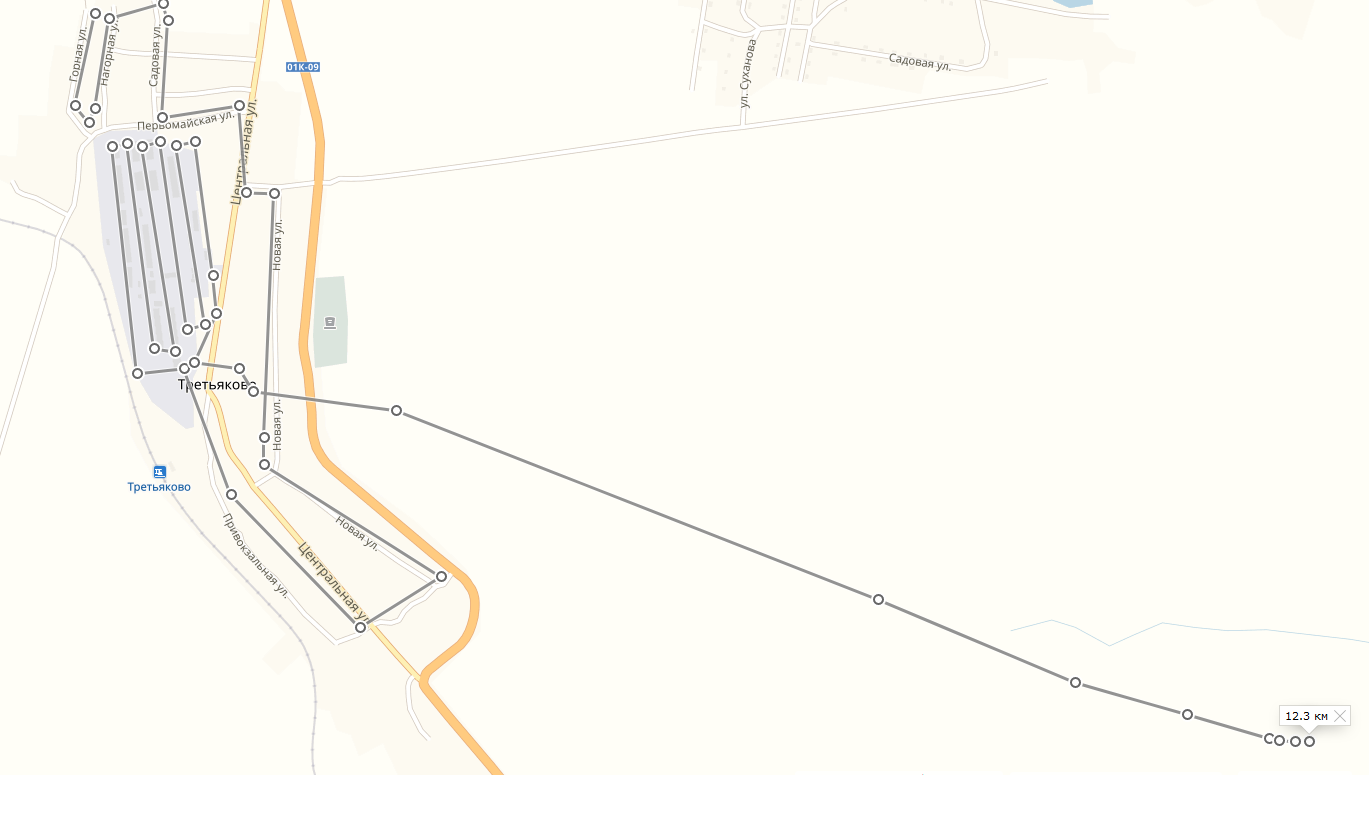 Горная ул.
Нагорная ул.
Садовая ул.
01К-09
ул. Суханова
Садовая ул.
Первомайская ул.
Центральная ул.
Новая ул.
Третьяково
Новая ул.
Третьяково
Привокзальная ул.
Новая ул.
Центральная ул.
12.3 км